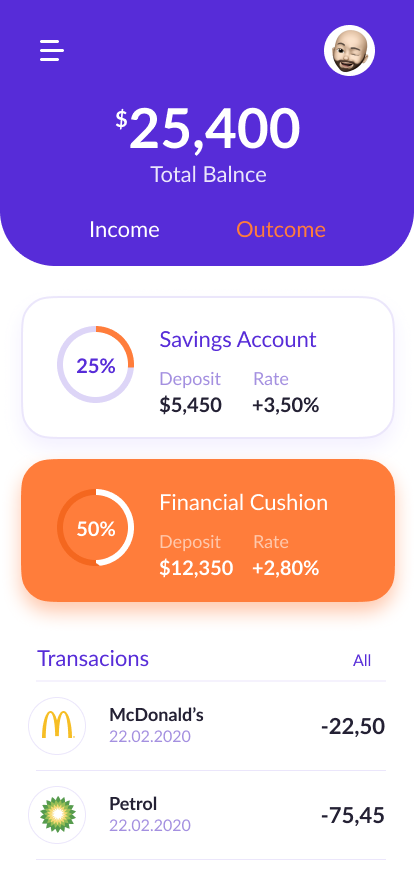 $25,400
Total Balnce
Income Outcome
Savings Account
25%
Deposit Rate
$5,450 +3,50%
Financial Cushion
50%
Deposit Rate
$12,350 +2,80%
Transacions All
McDonald’s
22.02.2020
-22,50
Petrol
22.02.2020
-75,45